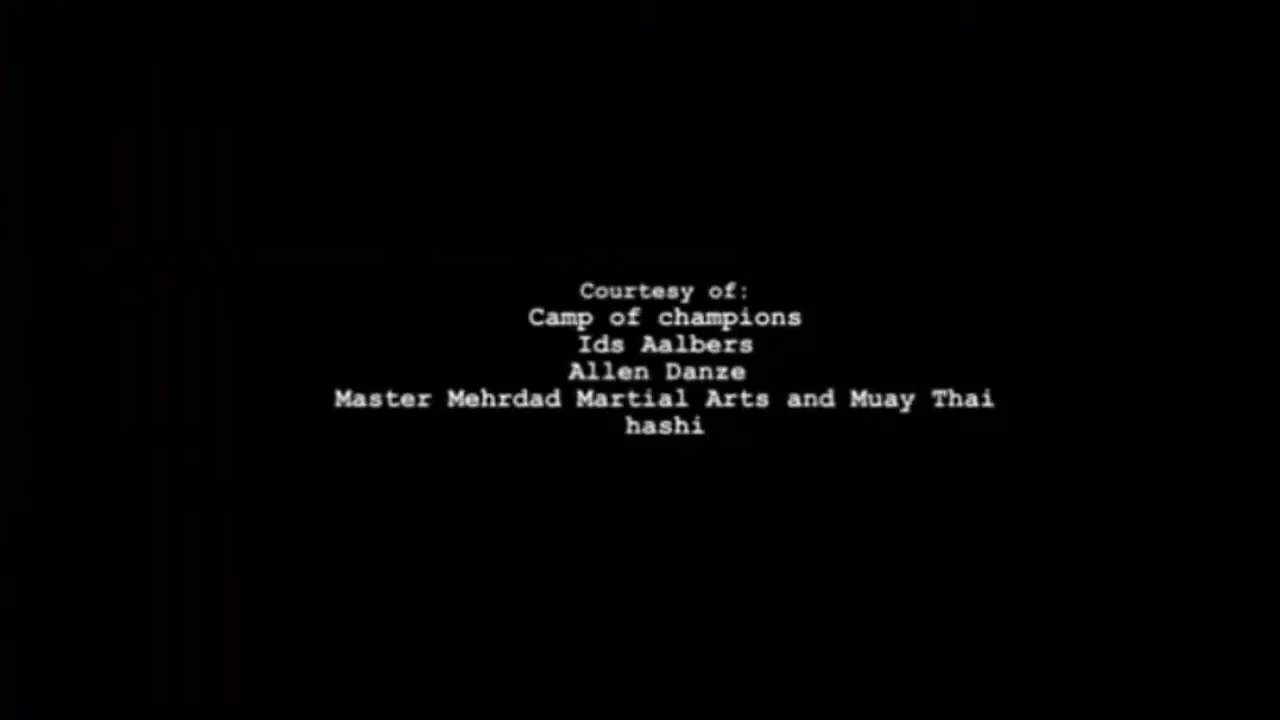 Courtesy of:
Camp of champions
Ids Aalbers
Allen Danze
Master Mehrdad Martial Arts and Muay Thai
hashi